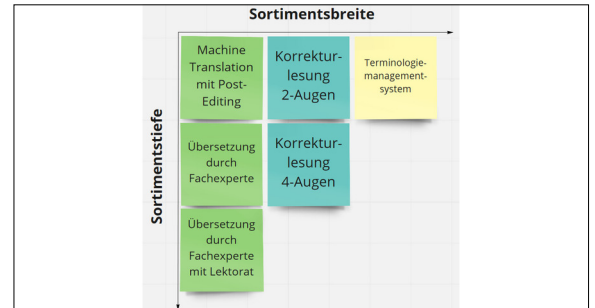 Sortimentsbreite
Sortimentstiefe
Machine
Translation
mit Post-
Editing
Korrektur-
lesung
2-Augen
Terminologie-
management-
system
Übersetzung
durch
Fachexperte
Korrektur-
lesung
4-Augen
Übersetzung
durch
Fachexperte
mit Lektorat